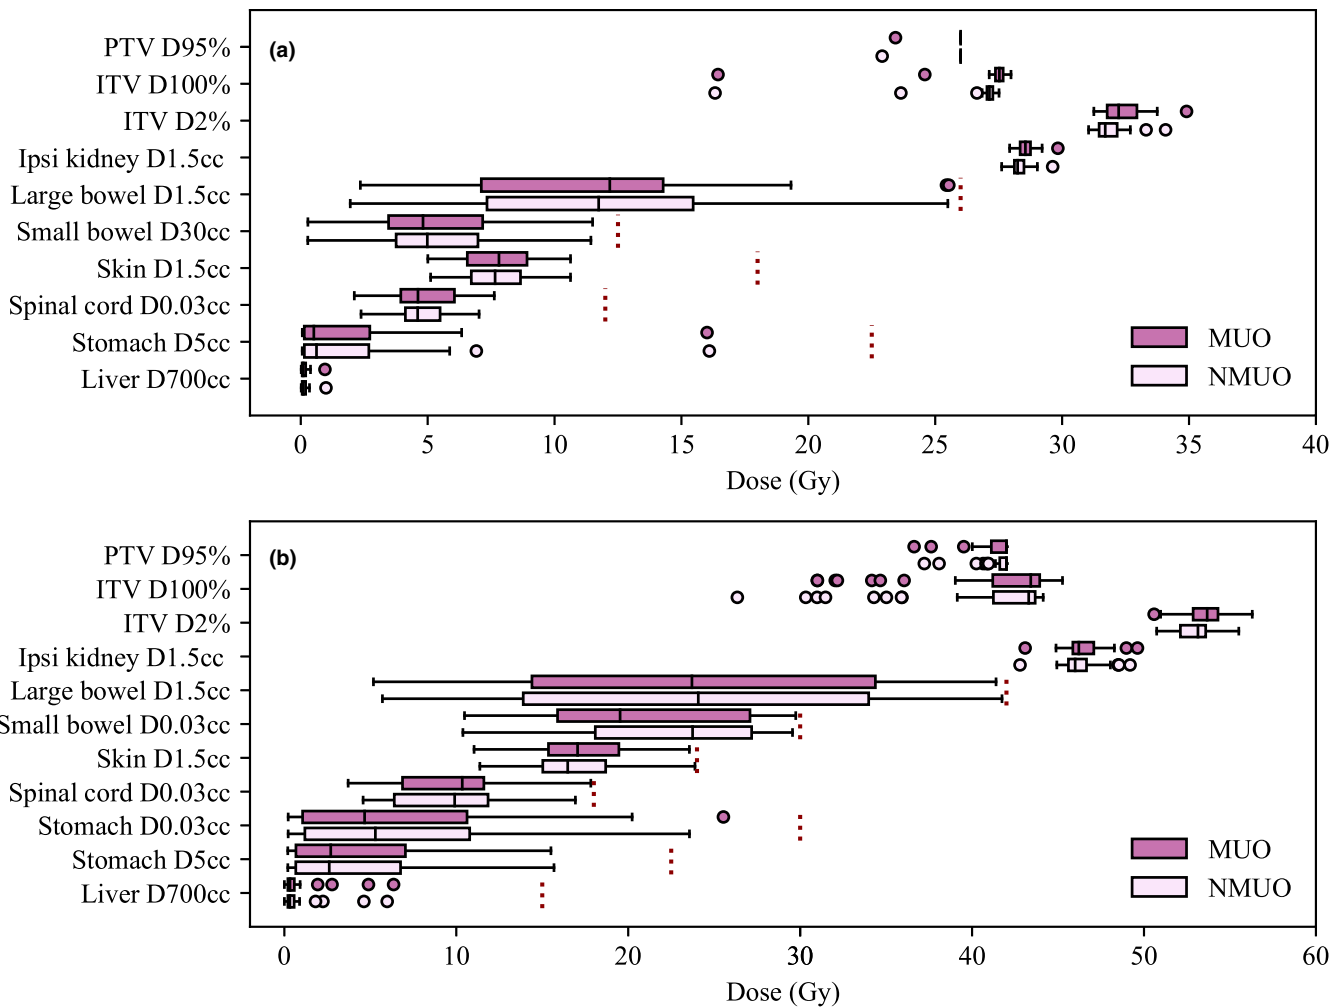 (a)
PTV D95%
ITV D100%
ITV D2%
Ipsi kidney D1.5cc
Large bowel D1.5cc
Small bowel D30cc
Skin D1.5cc
Spinal cord D0.03cc
Stomach D5cc
Liver D700cc
MUO
NMUO
0 5 10 15 20 25 30 35 40
Dose (Gy)
(b)
PTV D95%
ITV D100%
ITV D2%
Ipsi kidney D1.5cc
Large bowel D1.5cc
Small bowel D0.03cc
Skin D1.5cc
Spinal cord D0.03cc
Stomach D0.03cc
Stomach D5cc
Liver D700cc
MUO
NMUO
0 10 20 30 40 50 60
Dose (Gy)